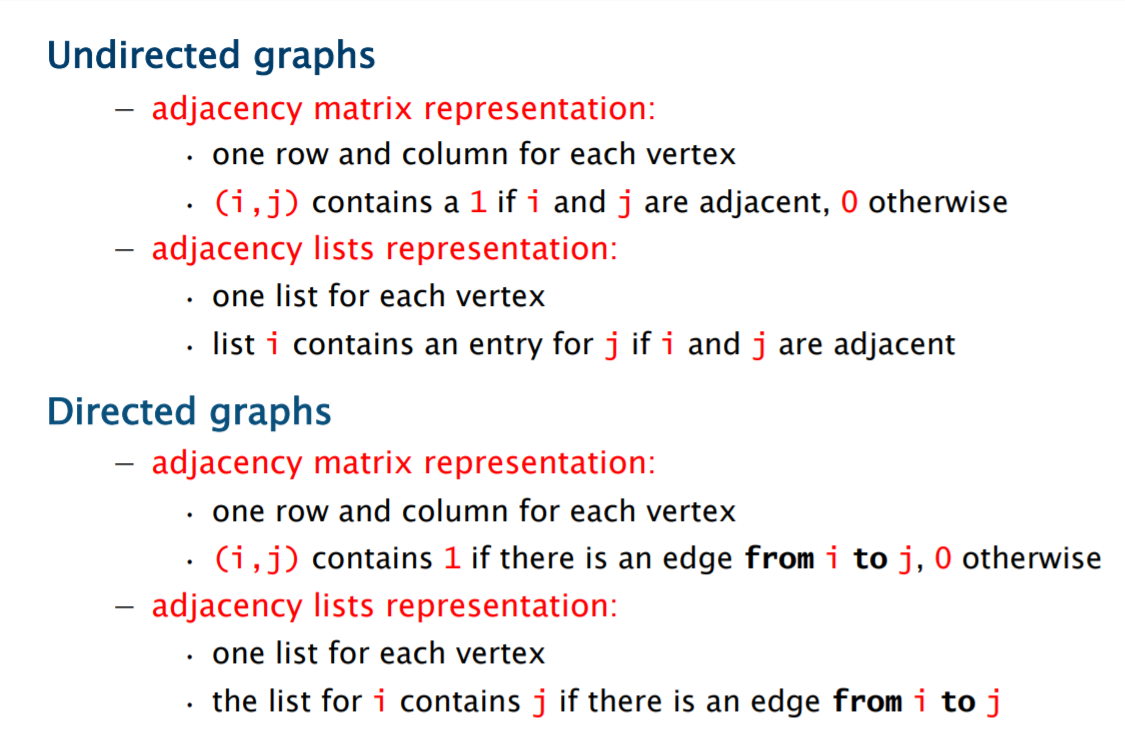 Undirected graphs
– adjacency matrix representation:
· one row and column for each vertex
· (i,j) contains a 1 if i and j are adjacent, 0 otherwise
– adjacency lists representation:
· one list for each vertex
· list i contains an entry for j if i and j are adjacent
Directed graphs
– adjacency matrix representation:
· one row and column for each vertex
· (i,j) contains 1 if there is an edge from i to j, 0 otherwise
– adjacency lists representation:
· one list for each vertex
· the list for i contains j if there is an edge from i to j